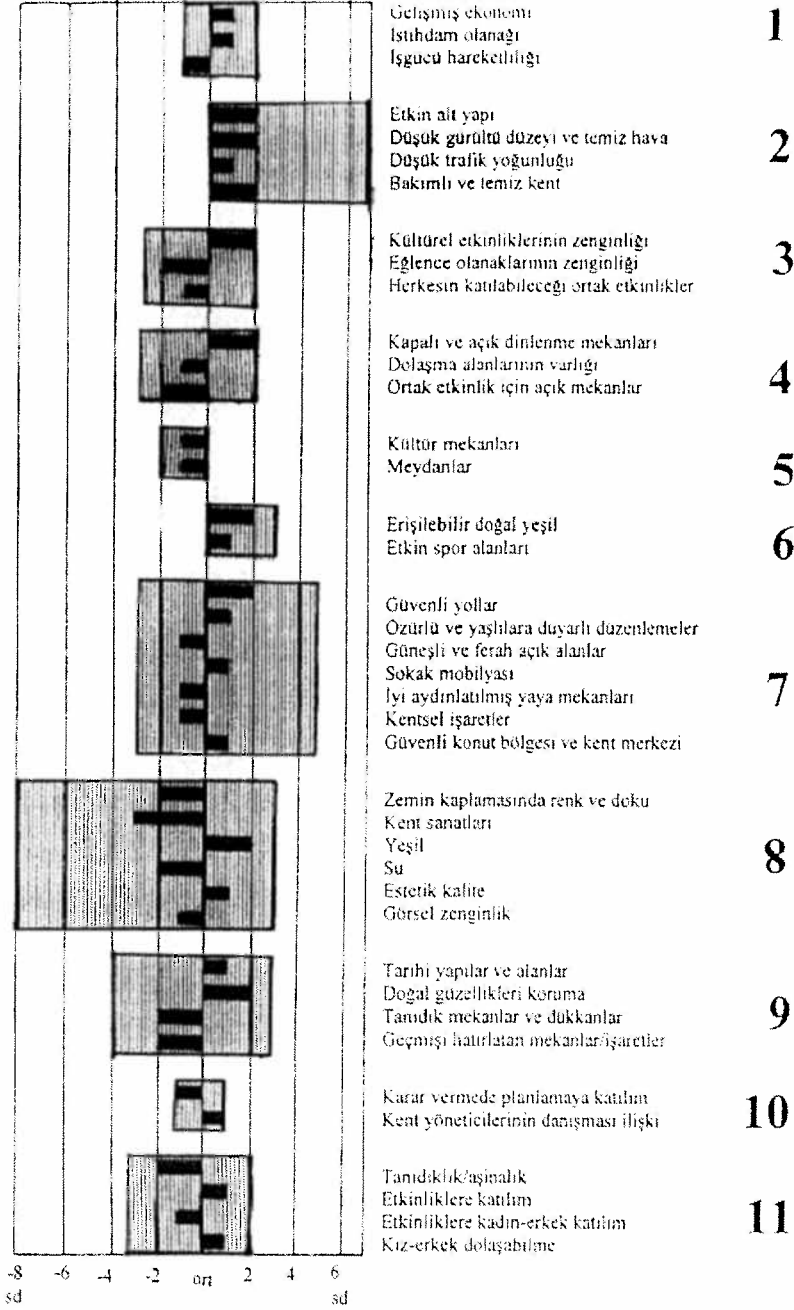 Gelişmiş ekonomi
İstihdam olanağı
İşgücü hareketliliği
1
Etkin alt yapı
Düşük gürültü düzeyi ve temiz hava
Düşük trafik yoğunluğu
Bakımlı ve temiz kent
2
Kültürel etkinliklerinin zenginliği
Eğlence olanaklarının zenginliği
Herkesin katılabileceği ortak etkinlikler
3
Kapalı ve açık dinlenme mekanları
Dolaşma alanlarının varlığı
Ortak etkinlik için açık mekanlar
4
Kültür mekanları
Meydanlar
5
Erişilebilir doğal yeşil
Etkin spor alanları
6
Güvenli yollar
Özürlü ve yaşlılara duyarlı düzenlemeler
Güneşli ve ferah açık alanlar
Sokak mobilyası
İyi aydınlatılmış yaya mekanları
Kentsel işaretler
Güvenli konut bölgesi ve kent merkezi
7
Zemin kaplamasında renk ve doku
Kent sanatları
Yeşil
Su
Estetik kalite
Görsel zenginlik
8
Tarihi yapılar ve alanlar
Doğal güzellikleri koruma
Tanıdık mekanlar ve dükkanlar
Geçmişi hatırlatan mekanlar/işaretler
9
Karar vermede planlamaya katılım
Kent yöneticilerinin danışması ilişki
10
Tanıdıklık/aşinalık
Etkinliklere katılım
Etkinliklere kadın-erkek katılım
Kız-erkek dolaşabilme
11
-8 -6 -4 -2 ort 2 4 6
sd sd